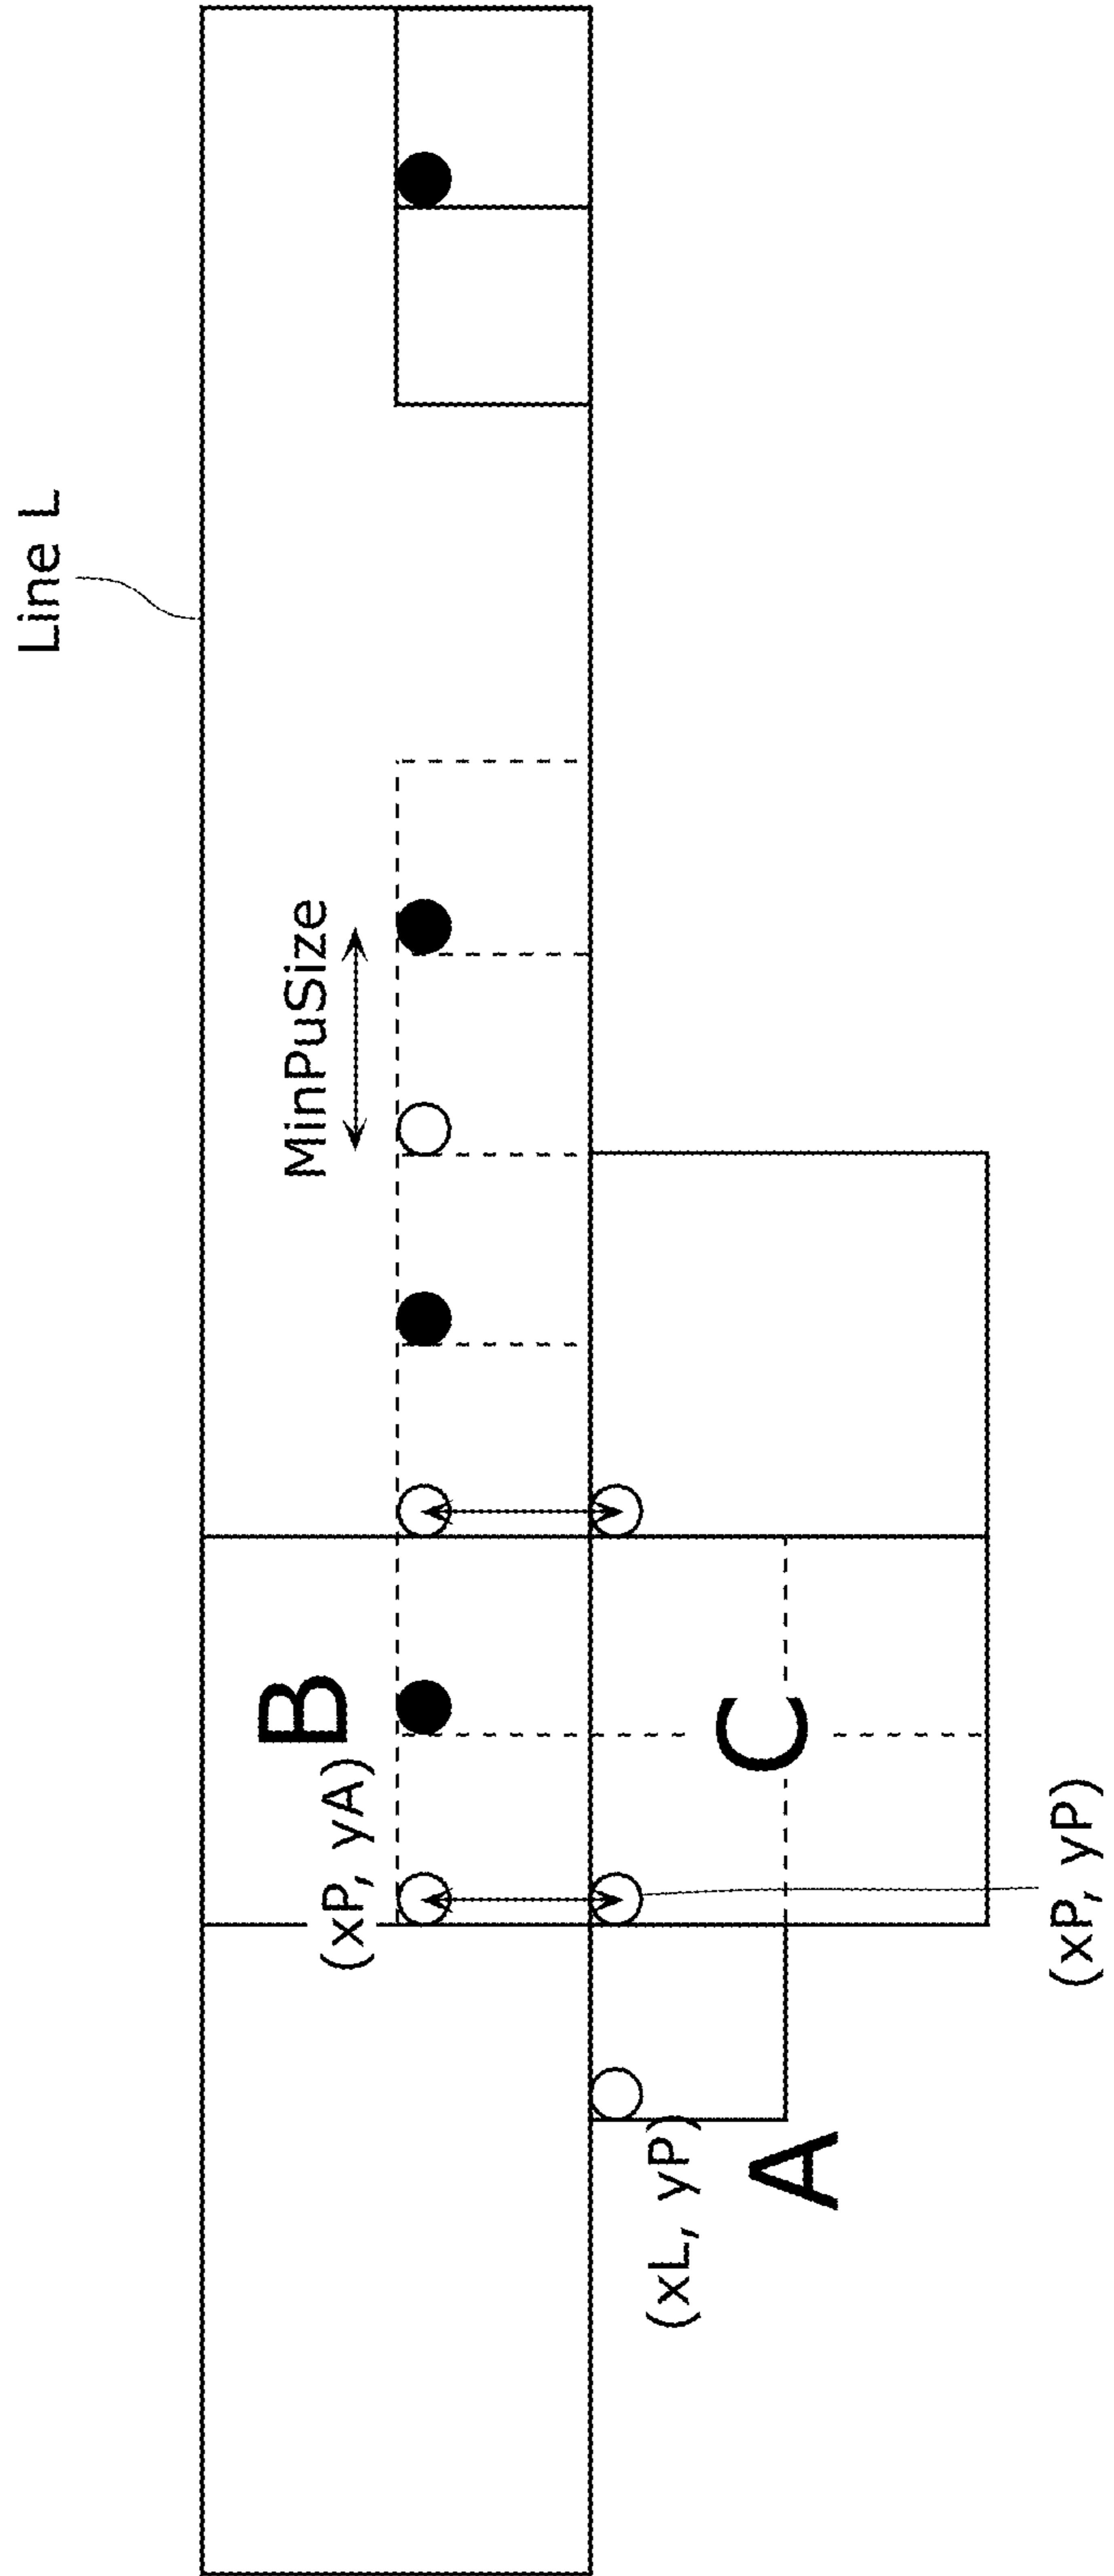 Line L
MinPuSize
B
(xP, yA)
C
(xP, yP)
(xL, yP)
A